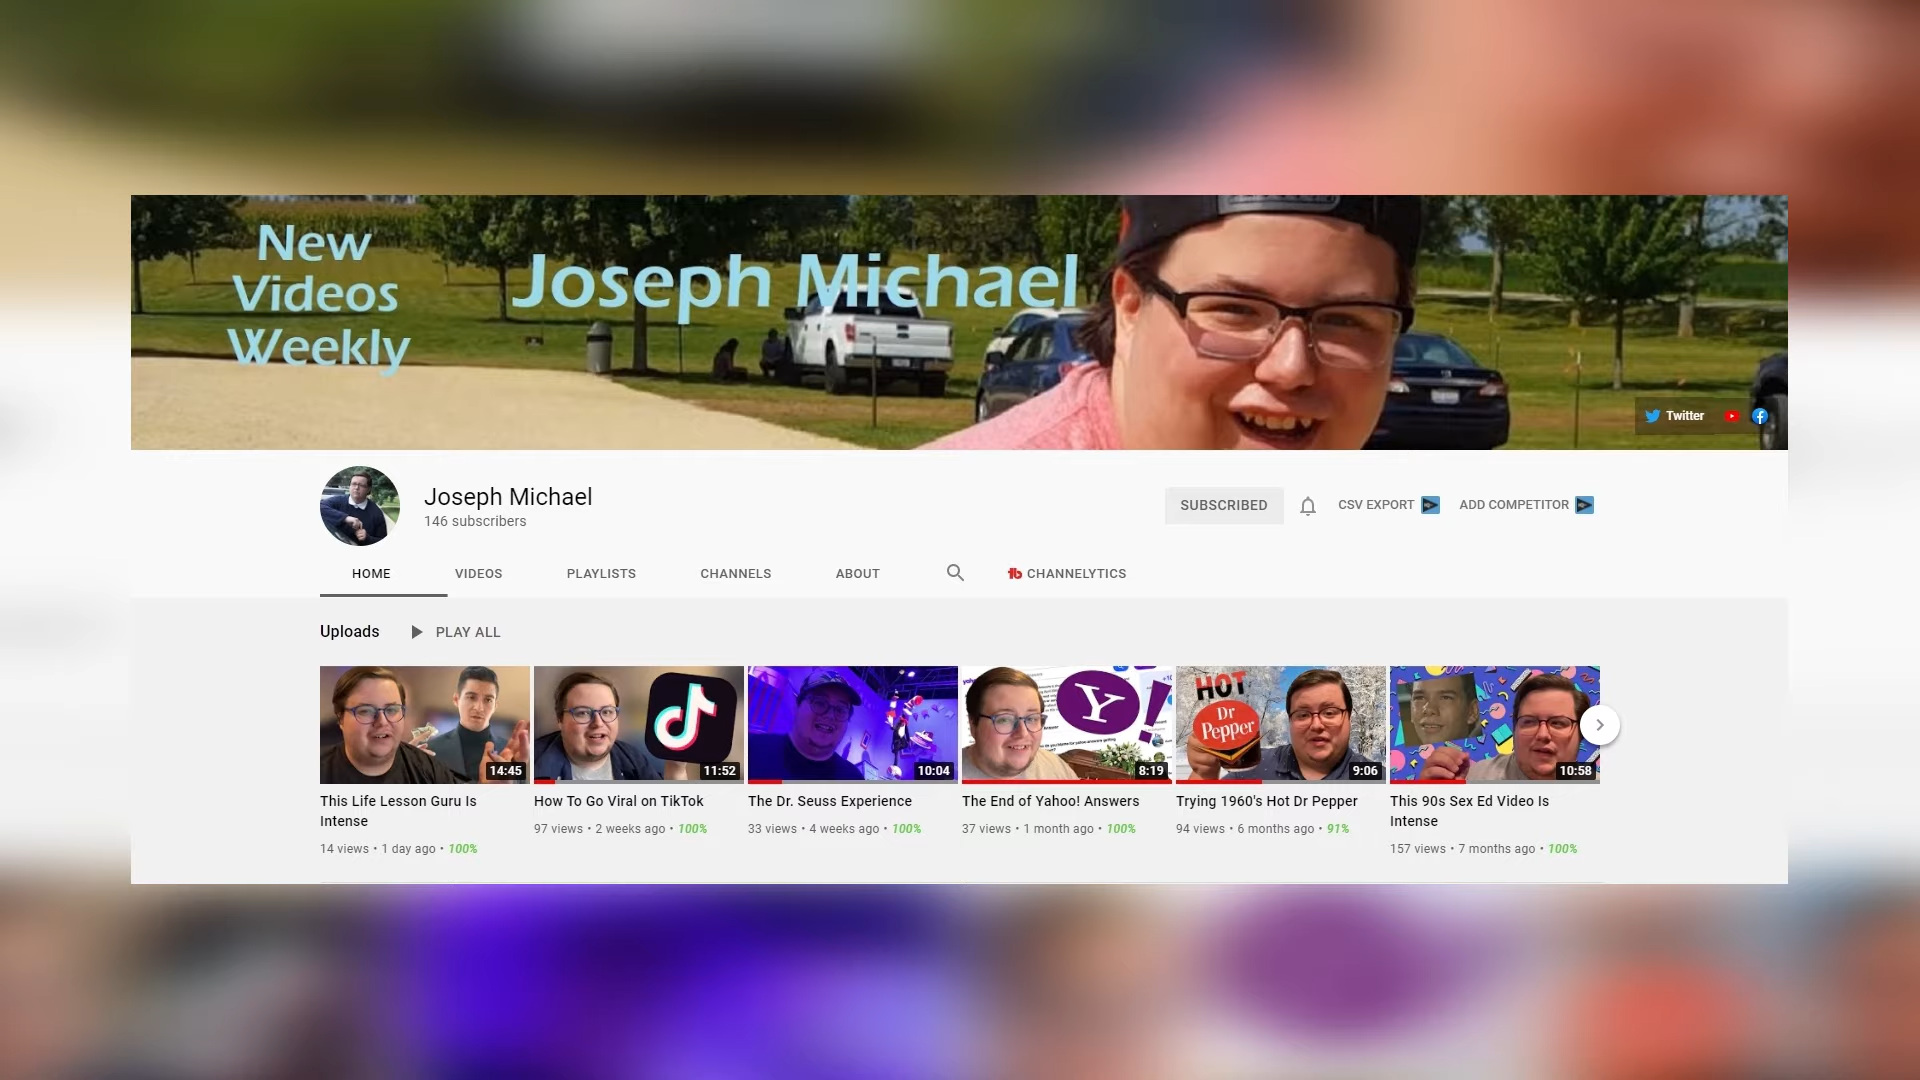 New
Videos
Weekly
Joseph Michael
Twitter
Joseph Michael
146 subscribers
SUBSCRIBED
CSV EXPORT
ADD COMPETITOR
HOME
VIDEOS
PLAYLISTS
CHANNELS
ABOUT
CHANNELYTICS
Uploads
PLAY ALL
14:45
11:52
10:04
Y!
8:19
HOT
Dr
Pepper
9:06
10:58
This Life Lesson Guru Is
Intense
14 views • 1 day ago • 100%
How To Go Viral on TikTok
97 views • 2 weeks ago • 100%
The Dr. Seuss Experience
33 views • 4 weeks ago • 100%
The End of Yahoo! Answers
37 views • 1 month ago • 100%
Trying 1960's Hot Dr Pepper
94 views • 6 months ago • 91%
This 90s Sex Ed Video Is
Intense
157 views • 7 months ago • 100%